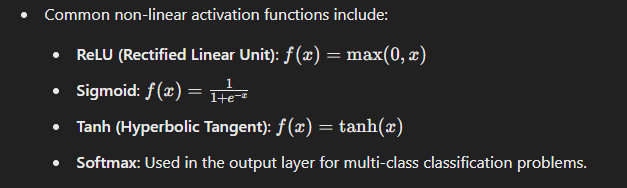 • Common non-linear activation functions include:
• ReLU (Rectified Linear Unit): f(x) = max(0, x)
• Sigmoid: f(x) = 1/(1+e^{-x})
• Tanh (Hyperbolic Tangent): f(x) = tanh(x)
• Softmax: Used in the output layer for multi-class classification problems.